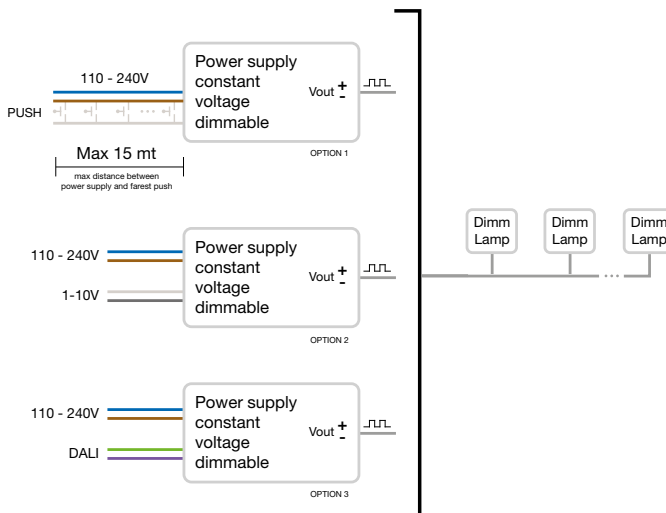 110 - 240V
PUSH
Power supply
constant
voltage
dimmable
Vout + -
OPTION 1
Max 15 mt
max distance between
power supply and farest push
110 - 240V
1-10V
Power supply
constant
voltage
dimmable
Vout + -
OPTION 2
110 - 240V
DALI
Power supply
constant
voltage
dimmable
Vout + -
OPTION 3
Dimm
Lamp
Dimm
Lamp
...
Dimm
Lamp